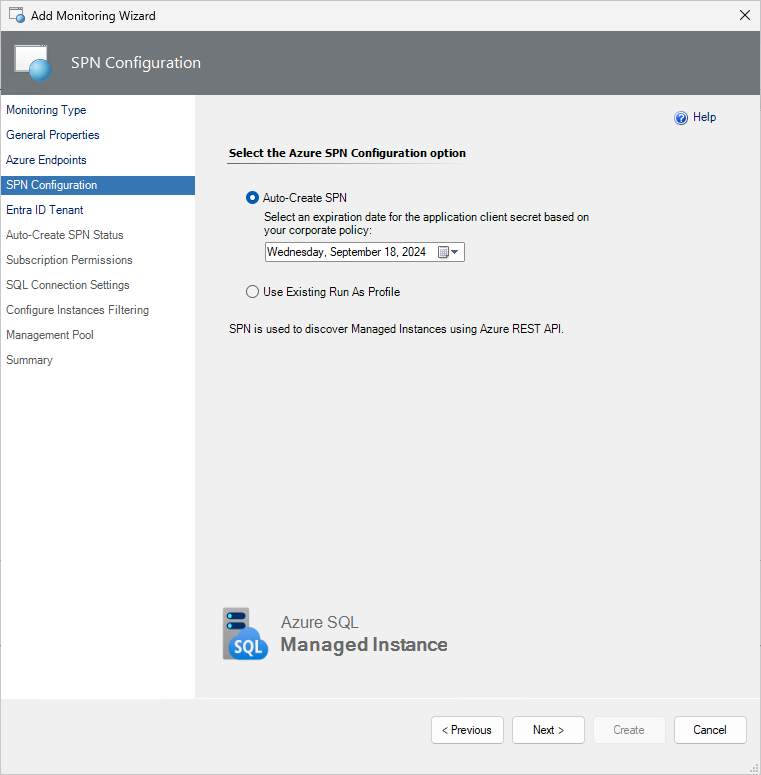 Add Monitoring Wizard
SPN Configuration
Monitoring Type
General Properties
Azure Endpoints
SPN Configuration
Entra ID Tenant
Auto-Create SPN Status
Subscription Permissions
SQL Connection Settings
Configure Instances Filtering
Management Pool
Summary
? Help
Select the Azure SPN Configuration option
Auto-Create SPN
Select an expiration date for the application client secret based on
your corporate policy:
Wednesday, September 18, 2024
Use Existing Run As Profile
SPN is used to discover Managed Instances using Azure REST API.
SQL
Azure SQL
Managed Instance
< Previous
Next >
Create
Cancel